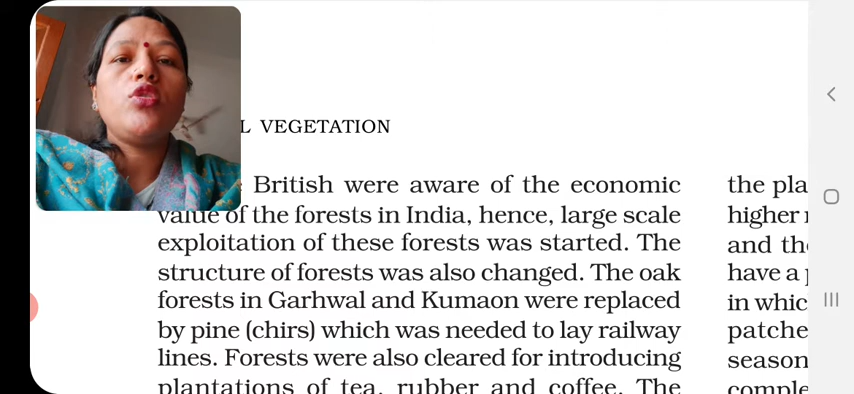 L VEGETATION
British were aware of the economic
value of the forests in India, hence, large scale
exploitation of these forests was started. The
structure of forests was also changed. The oak
forests in Garhwal and Kumaon were replaced
by pine (chirs) which was needed to lay railway
lines. Forests were also cleared for introducing
plantations of tea, rubber and coffee. The
the pla
higher
and th
have a
in whic
patche
season
comple